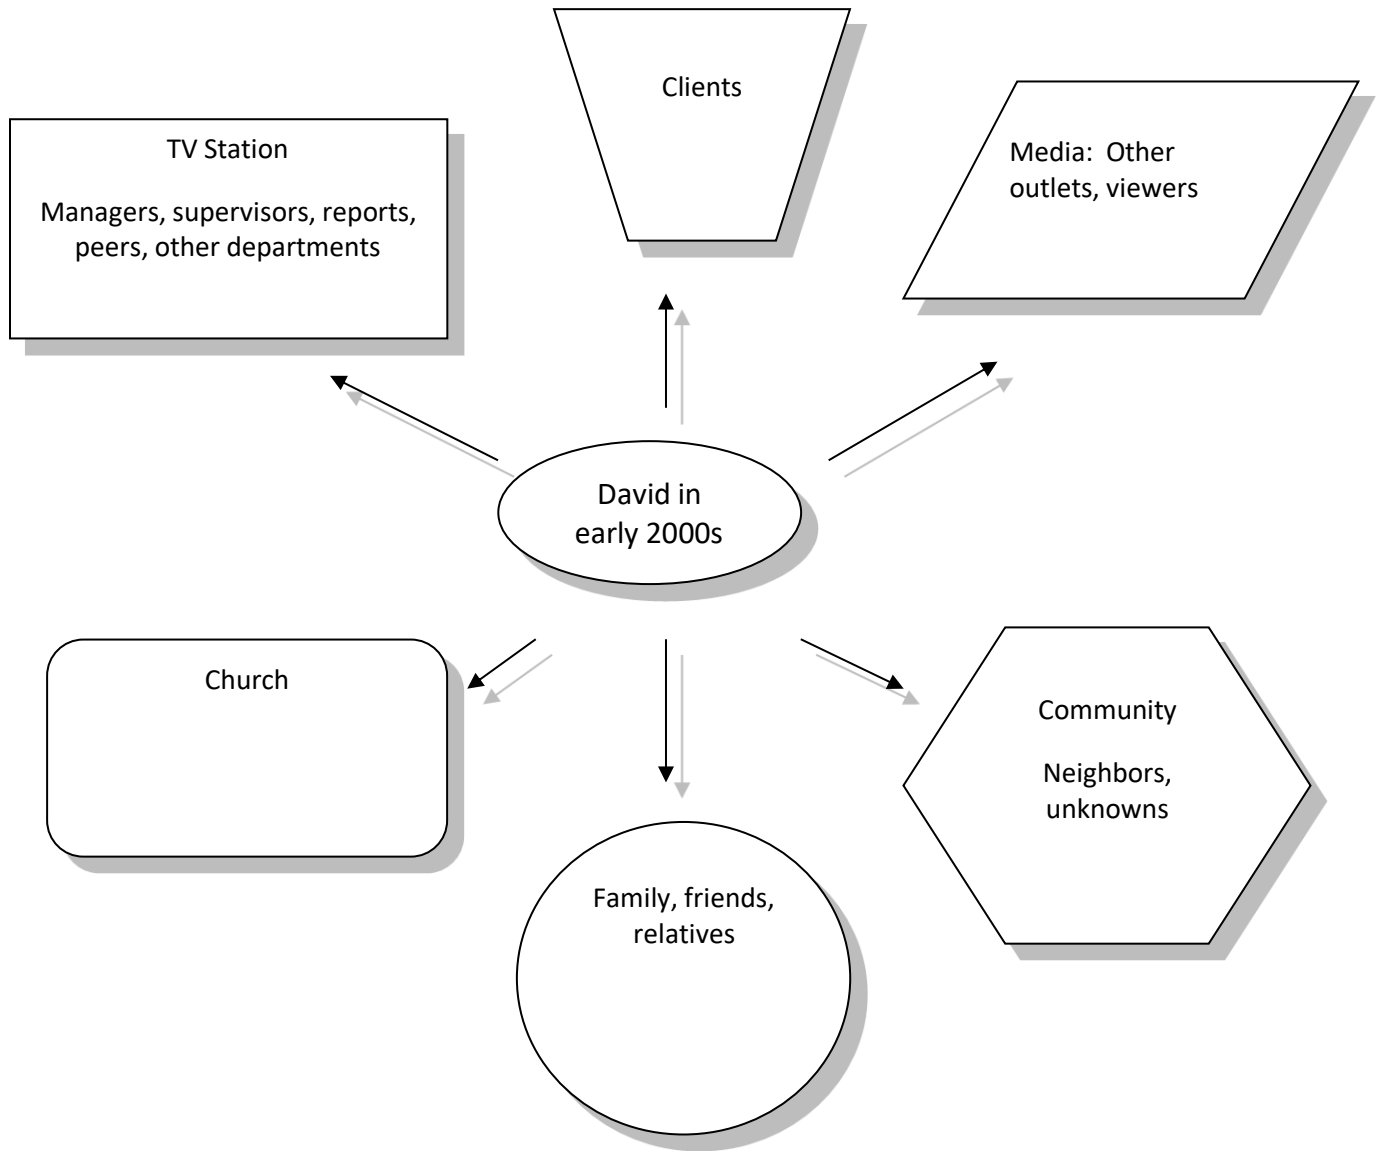 Clients
TV Station
Managers, supervisors, reports,
peers, other departments
Media:  Other
outlets, viewers
David in
early 2000s
Church
Community
Neighbors,
unknowns
Family, friends,
relatives